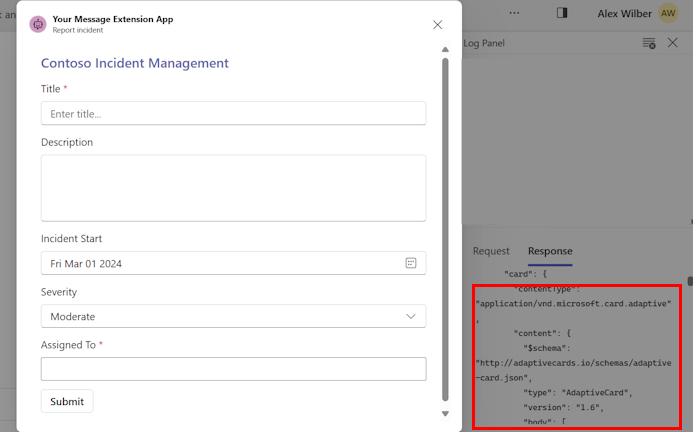 Your Message Extension App
Report incident
Contoso Incident Management
Title *
Enter title...
Description
Incident Start
Fri Mar 01 2024
Severity
Moderate
Assigned To *
Submit
Alex Wilber
AW
Log Panel
Request Response
"card": {
"contentType":
"application/vnd.microsoft.card.adaptive"
,
"content": {
"$schema":
"http://adaptivecards.io/schemas/adaptive
-card.json",
"type": "AdaptiveCard",
"version": "1.6",
"body": [